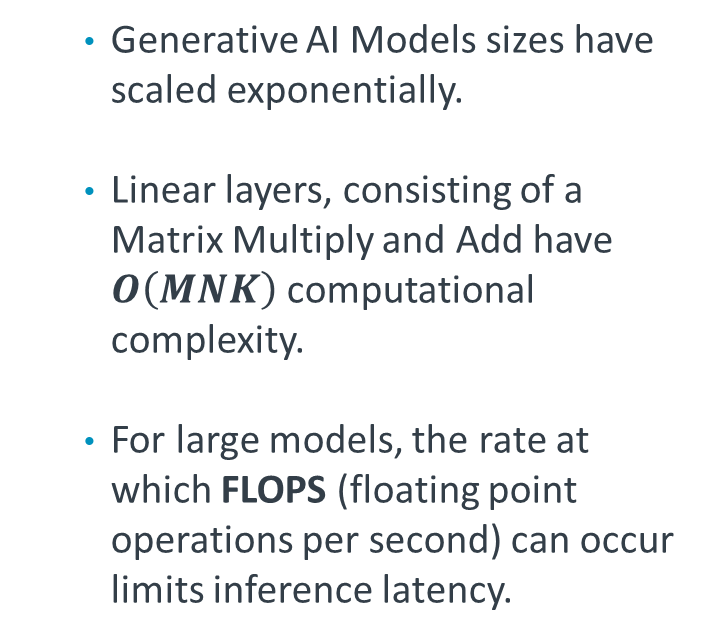 • Generative AI Models sizes have
scaled exponentially.
• Linear layers, consisting of a
Matrix Multiply and Add have
O(MNK) computational
complexity.
• For large models, the rate at
which FLOPS (floating point
operations per second) can occur
limits inference latency.